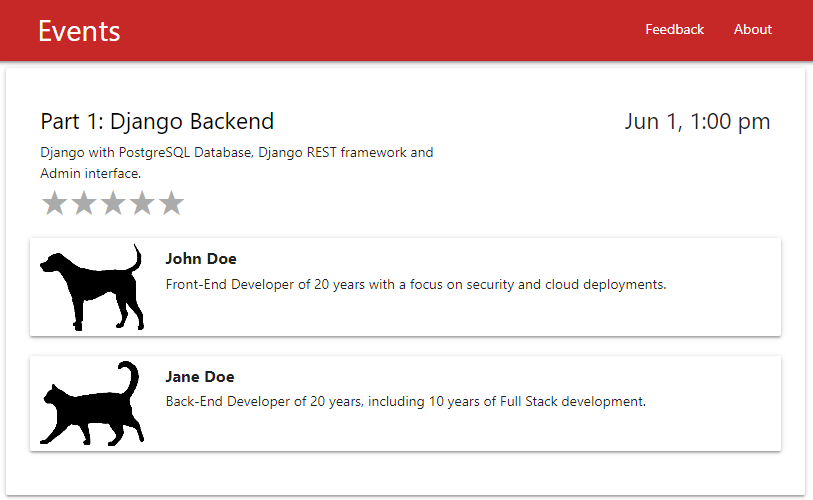 Events
Feedback
About
Part 1: Django Backend
Jun 1, 1:00 pm
Django with PostgreSQL Database, Django REST framework and
Admin interface.
John Doe
Front-End Developer of 20 years with a focus on security and cloud deployments.
Jane Doe
Back-End Developer of 20 years, including 10 years of Full Stack development.